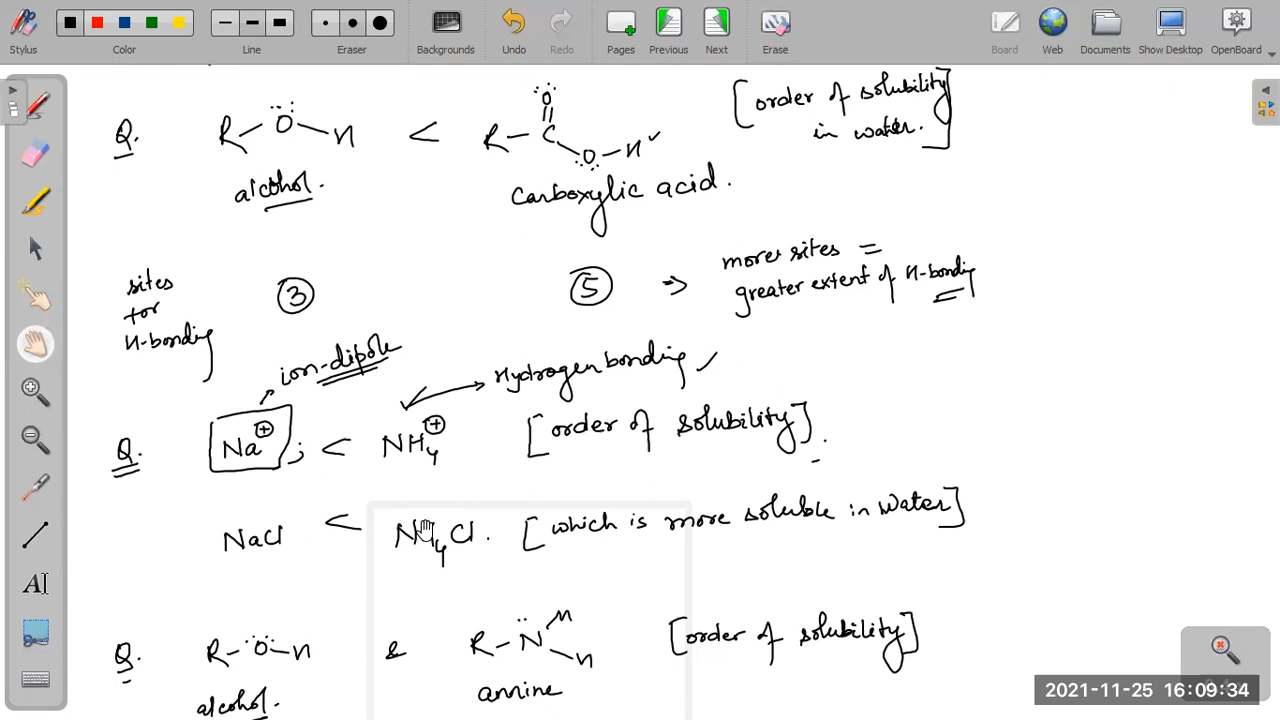 Stylus Color Line Eraser Backgrounds Undo Redo Pages Previous Next Erase Board Web Documents Show Desktop OpenBoard
Q. R-O-H < R-C-O-H [order of solubility
O
in water.]
alcohol. carboxylic acid.
sites
for
H-bonding
3 5 ⇒ more sites =
greater extent of H-bonding
ion-dipole Hydrogen bonding ✓
Q. Na⊕ ; < NH4⊕ [order of solubility].
NaCl < NH4Cl. [which is more soluble in water]
Q. R-O-H & R-N-H [order of solubility]
H
alcohol. amine
2021-11-25 16:09:34